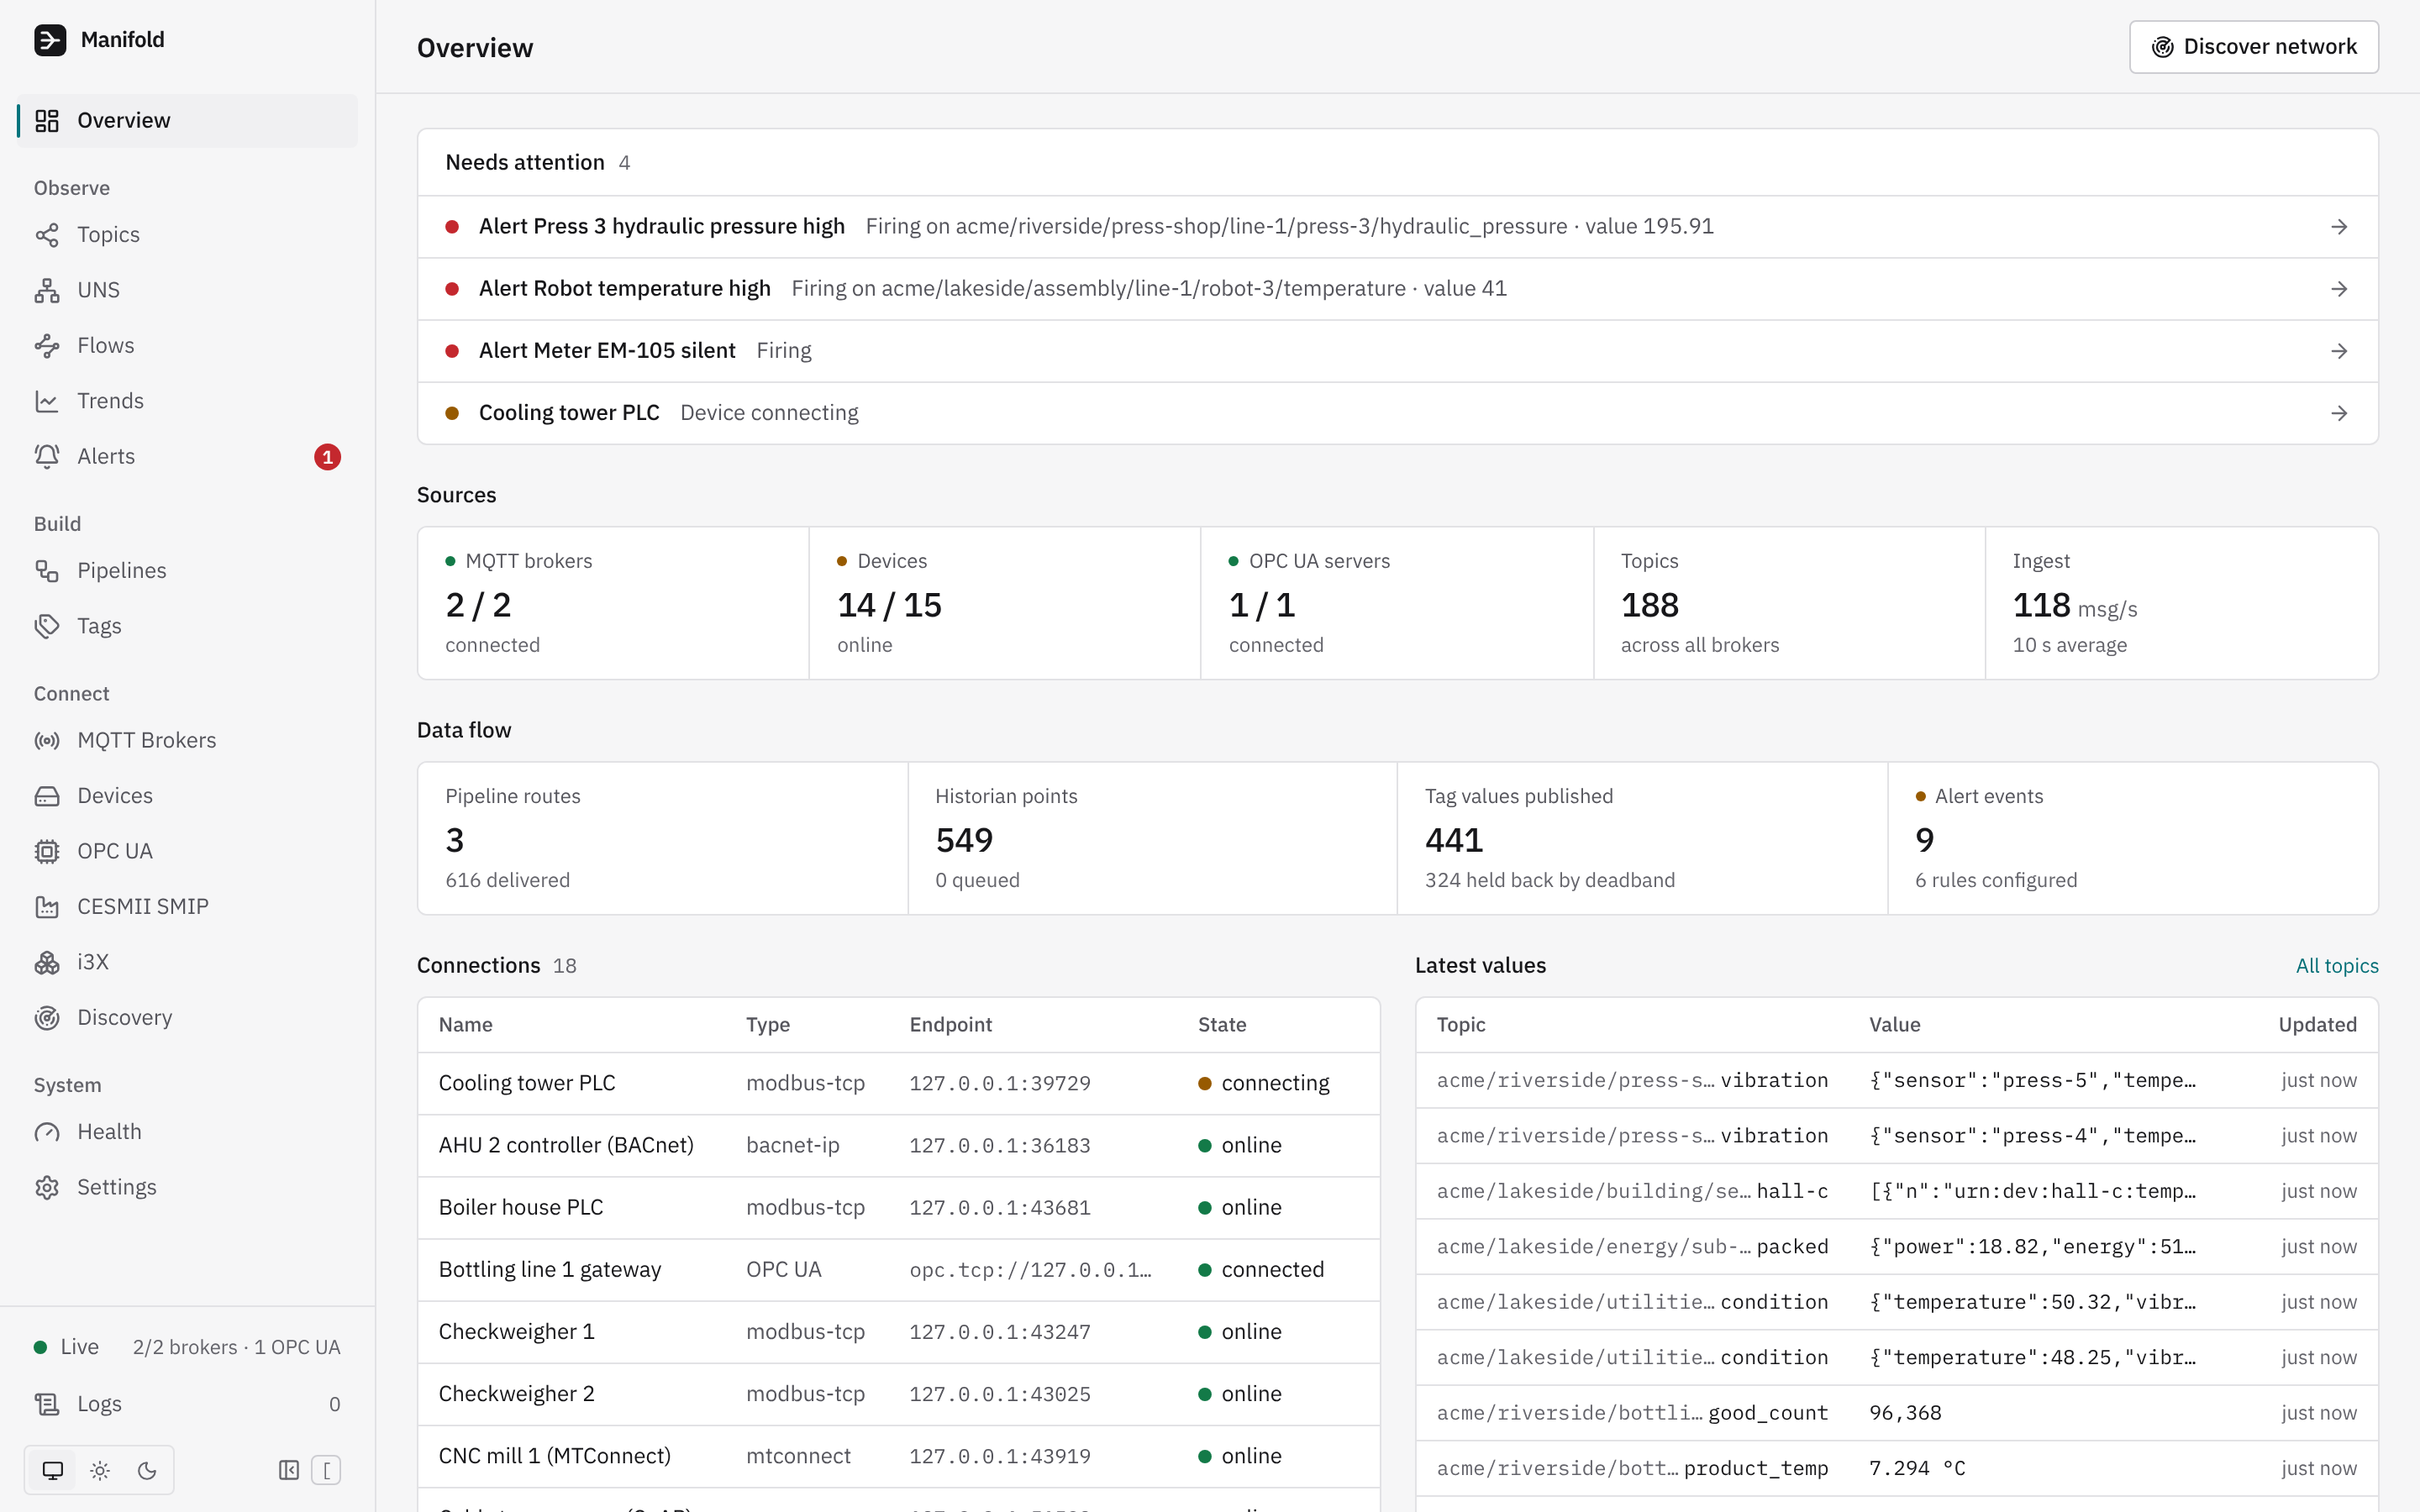 Manifold
Overview
Observe
Topics
UNS
Flows
Trends
Alerts 1
Build
Pipelines
Tags
Connect
MQTT Brokers
Devices
OPC UA
CESMII SMIP
i3X
Discovery
System
Health
Settings
Live 2/2 brokers · 1 OPC UA
Logs 0
[
Overview
Discover network
Needs attention 4
Alert Press 3 hydraulic pressure high Firing on acme/riverside/press-shop/line-1/press-3/hydraulic_pressure · value 195.91
Alert Robot temperature high Firing on acme/lakeside/assembly/line-1/robot-3/temperature · value 41
Alert Meter EM-105 silent Firing
Cooling tower PLC Device connecting
Sources
MQTT brokers
2 / 2
connected
Devices
14 / 15
online
OPC UA servers
1 / 1
connected
Topics
188
across all brokers
Ingest
118 msg/s
10 s average
Data flow
Pipeline routes
3
616 delivered
Historian points
549
0 queued
Tag values published
441
324 held back by deadband
Alert events
9
6 rules configured
Connections 18
Name Type Endpoint State
Cooling tower PLC modbus-tcp 127.0.0.1:39729 connecting
AHU 2 controller (BACnet) bacnet-ip 127.0.0.1:36183 online
Boiler house PLC modbus-tcp 127.0.0.1:43681 online
Bottling line 1 gateway OPC UA opc.tcp://127.0.0.1… connected
Checkweigher 1 modbus-tcp 127.0.0.1:43247 online
Checkweigher 2 modbus-tcp 127.0.0.1:43025 online
CNC mill 1 (MTConnect) mtconnect 127.0.0.1:43919 online
Latest values All topics
Topic Value Updated
acme/riverside/press-s… vibration {"sensor":"press-5","tempe… just now
acme/riverside/press-s… vibration {"sensor":"press-4","tempe… just now
acme/lakeside/building/se… hall-c [{"n":"urn:dev:hall-c:temp… just now
acme/lakeside/energy/sub-… packed {"power":18.82,"energy":51… just now
acme/lakeside/utilitie… condition {"temperature":50.32,"vibr… just now
acme/lakeside/utilitie… condition {"temperature":48.25,"vibr… just now
acme/riverside/bottli… good_count 96,368 just now
acme/riverside/bott… product_temp 7.294 °C just now